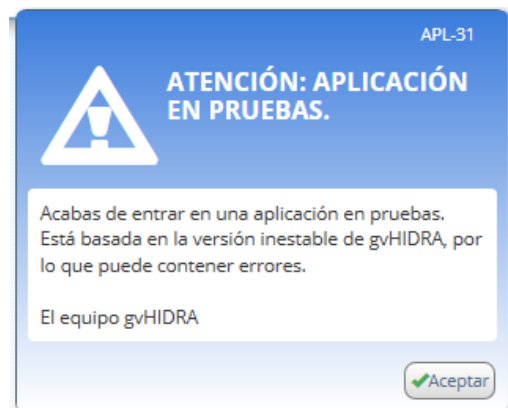 APL-31
ATENCIÓN: APLICACIÓN
EN PRUEBAS.
Acabas de entrar en una aplicación en pruebas.
Está basada en la versión inestable de gvHIDRA, por
lo que puede contener errores.
El equipo gvHIDRA
Aceptar